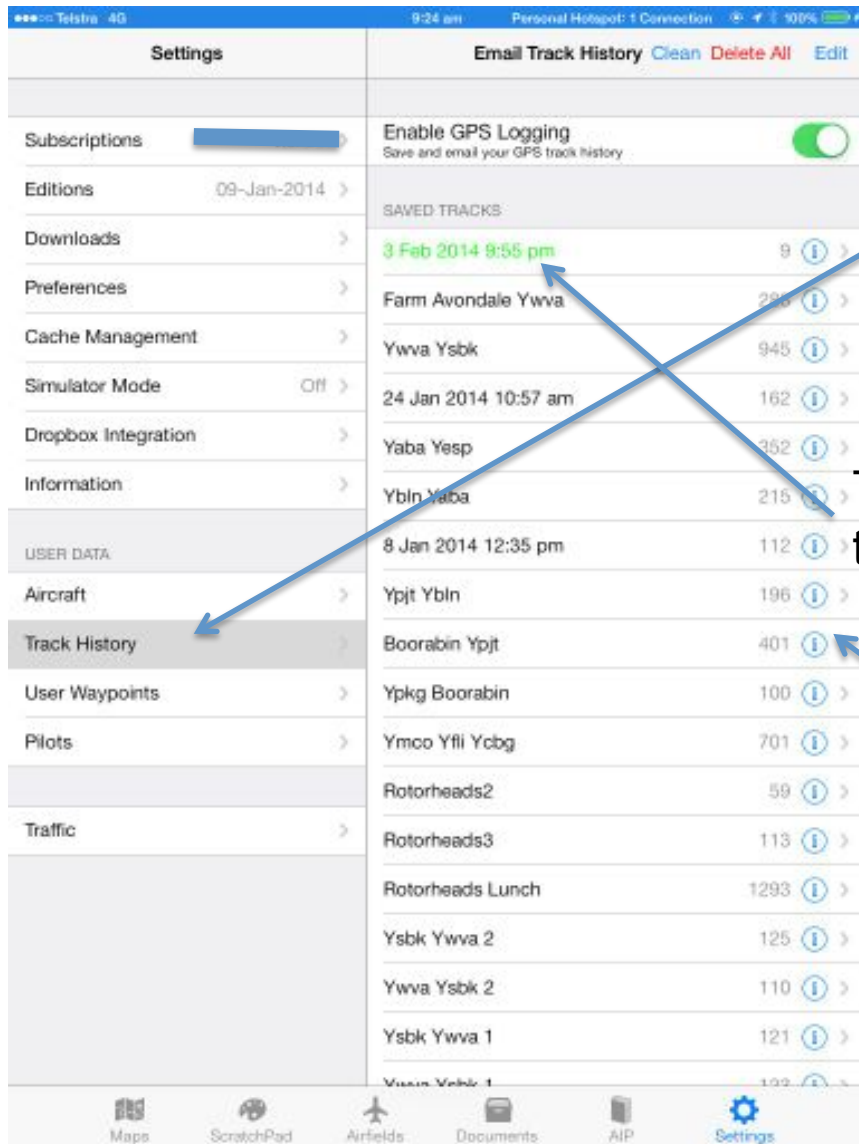 Telstra 4G
9:24 am
Personal Hotspot: 1 Connection
100%
Settings
Subscriptions
Editions 09-Jan-2014
Downloads
Preferences
Cache Management
Simulator Mode Off
Dropbox Integration
Information
USER DATA
Aircraft
Track History
User Waypoints
Pilots
Traffic
Email Track History Clean Delete All Edit
Enable GPS Logging
Save and email your GPS track history
SAVED TRACKS
3 Feb 2014 9:55 pm 9
Farm Avondale Ywva
Ywva Ysbk 945
24 Jan 2014 10:57 am 162
Yaba Yesp 352
Ybln Yaba 215
8 Jan 2014 12:35 pm 112
Ypjt Ybln 196
Boorabin Ypjt 401
Ypkg Boorabin 100
Ymco Yfli Ycbg 701
Rotorheads2 59
Rotorheads3 113
Rotorheads Lunch 1293
Ysbk Ywva 2 125
Ywva Ysbk 2 110
Ysbk Ywva 1 121
Maps
ScratchPad
Airfields
Documents
AIP
Settings